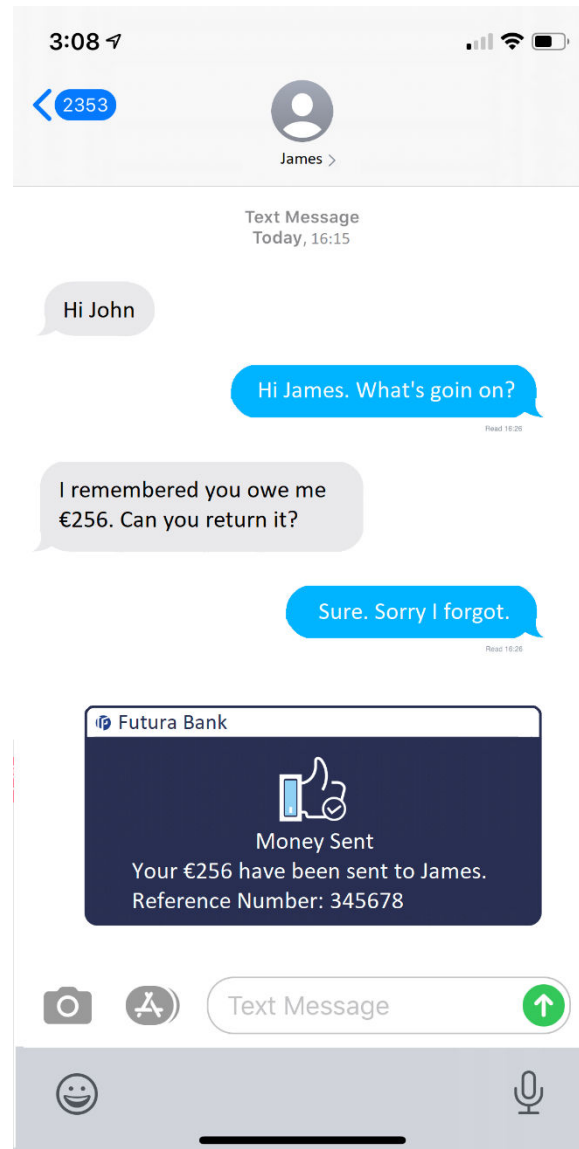 3:08
2353
James >
Text Message
Today, 16:15
Hi John
Hi James. What's goin on?
Read 16:26
I remembered you owe me
€256. Can you return it?
Sure. Sorry I forgot.
Read 16:26
Futura Bank
Money Sent
Your €256 have been sent to James.
Reference Number: 345678
Text Message